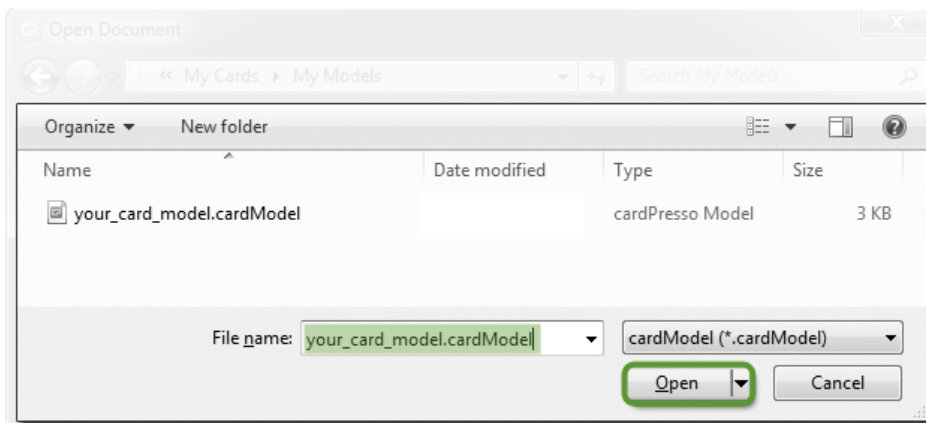 Open Document
« My Cards My Models Search My Models
Organize New folder
Name Date modified Type Size
your_card_model.cardModel cardPresso Model 3 KB
File name: your_card_model.cardModel cardModel (*.cardModel)
Open Cancel